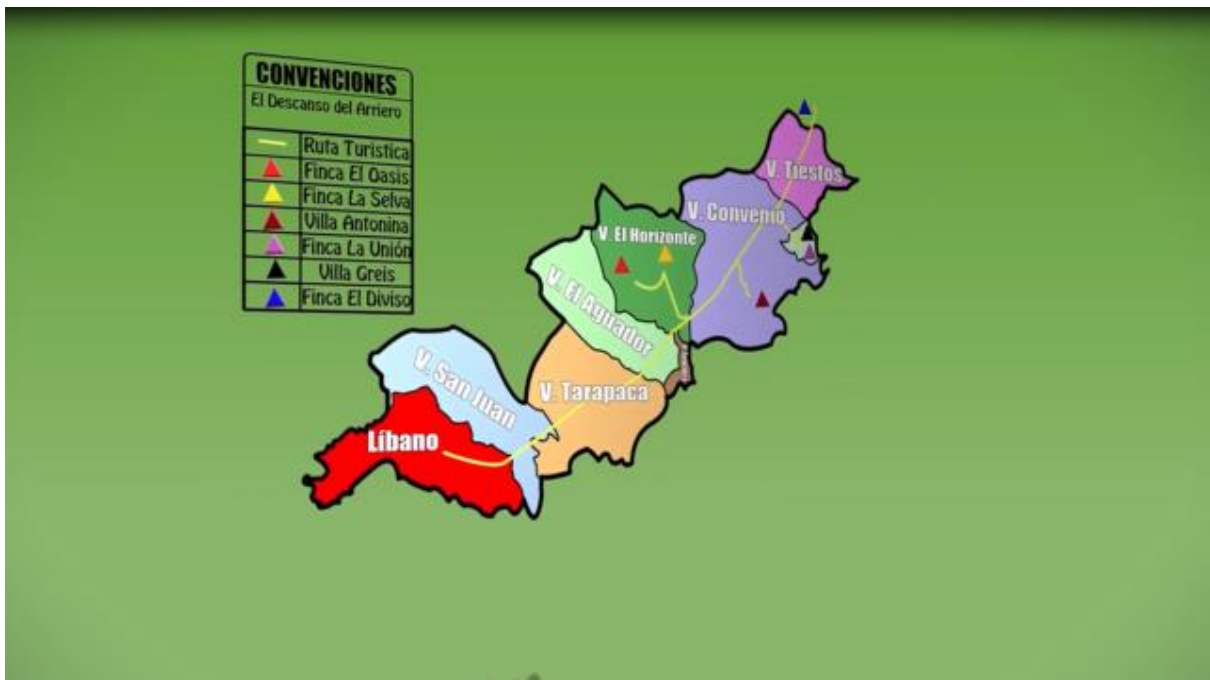 CONVENCIONES
El Descanso del Arriero
Ruta Turistica
Finca El Oasis
Finca La Selva
Villa Antonina
Finca La Unión
Villa Greis
Finca El Diviso
V. Tiestos
V. Convenio
V. El Horizonte
V. El Aguador
V. Tarapaca
V. San Juan
Líbano